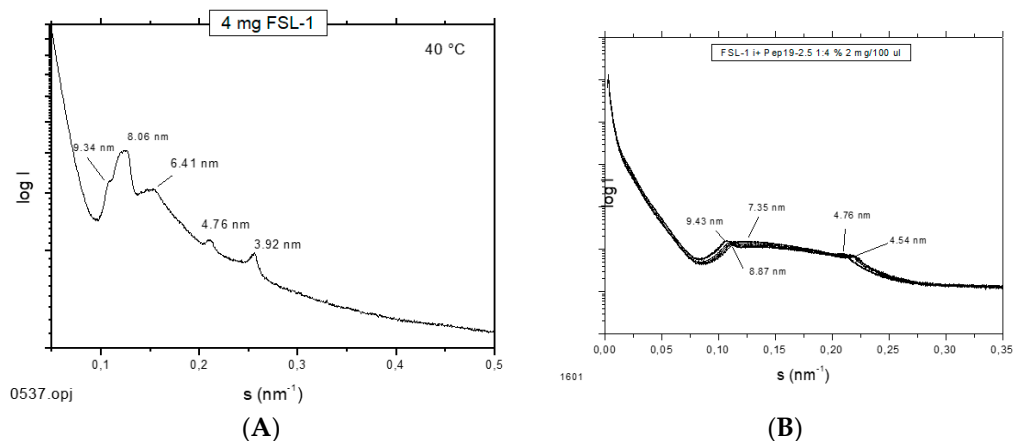 4 mg FSL-1
40 °C
9.34 nm
8.06 nm
6.41 nm
4.76 nm
3.92 nm
log I
0,1
0,2
0,3
0,4
0,5
s (nm⁻¹)
0537.opj
(A)
FSL-1 i+ Pep19-2.5 1:4 % 2 mg/100 ul
9.43 nm
7.35 nm
4.76 nm
4.54 nm
8.87 nm
log I
0,00
0,05
0,10
0,15
0,20
0,25
0,30
0,35
s (nm⁻¹)
1601
(B)